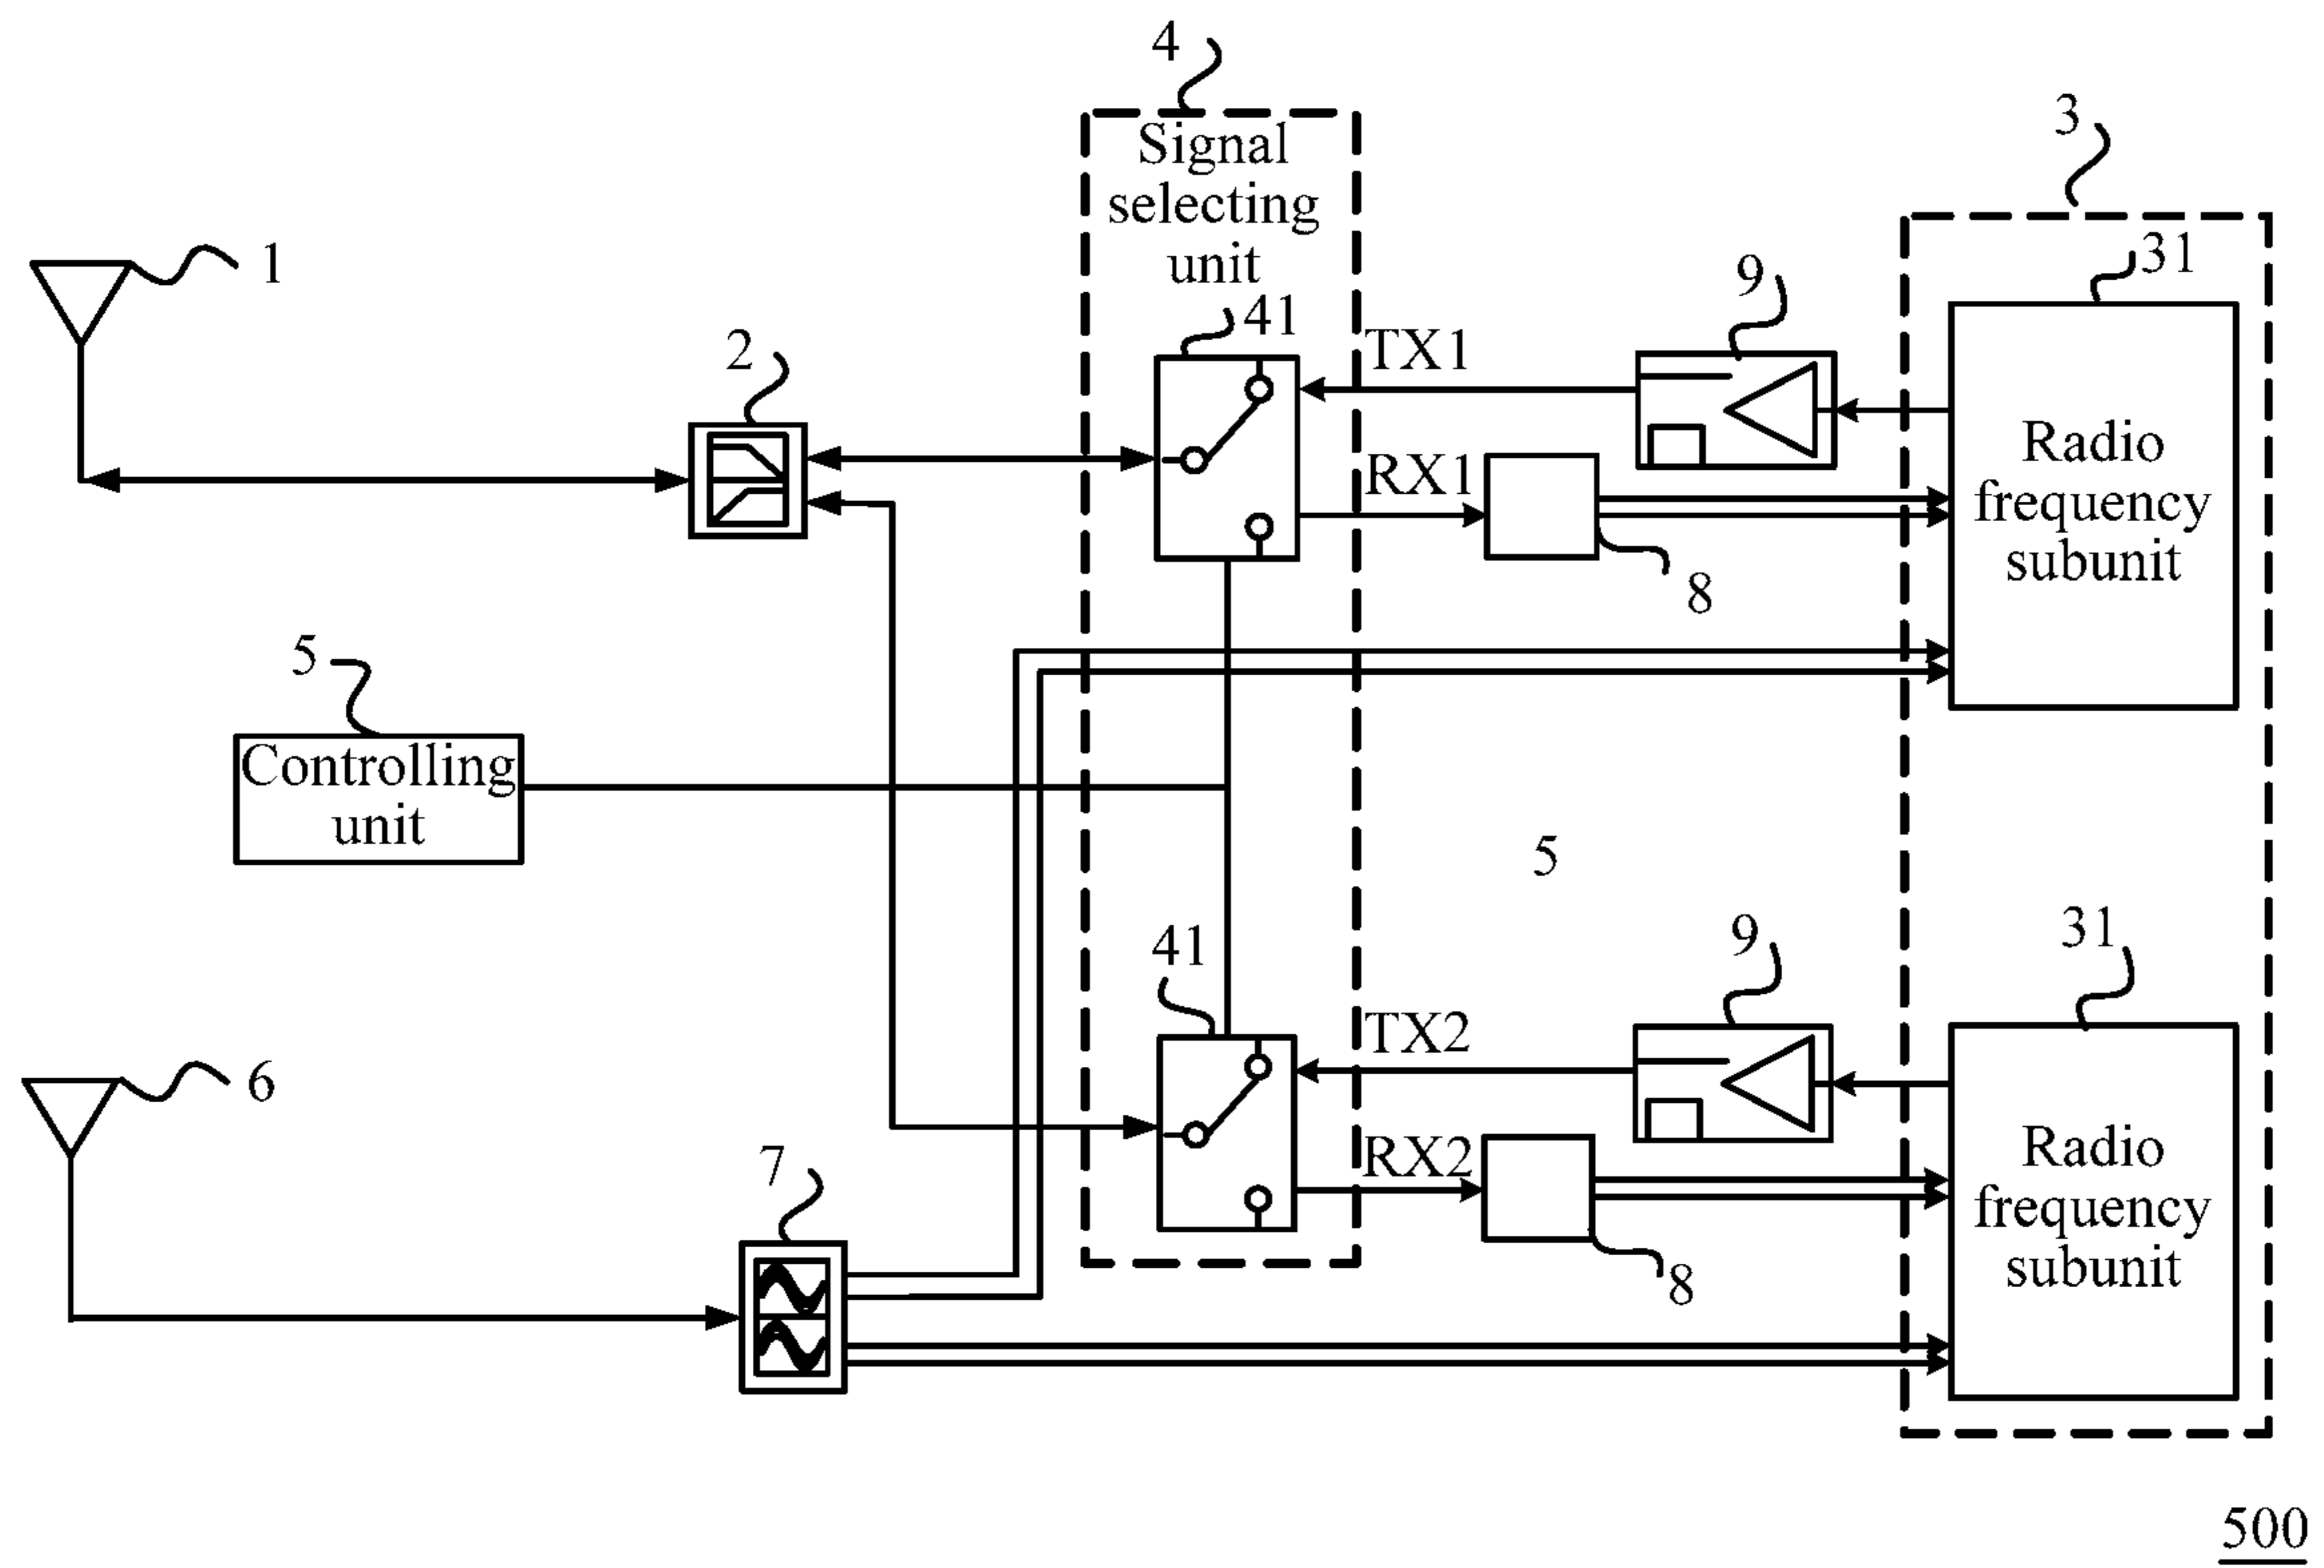 4
Signal
selecting
unit
3
31
1
9
41
TX1
2
Radio
frequency
subunit
RX1
8
5
Controlling
unit
5
9
31
41
TX2
6
Radio
frequency
subunit
RX2
7
8
500